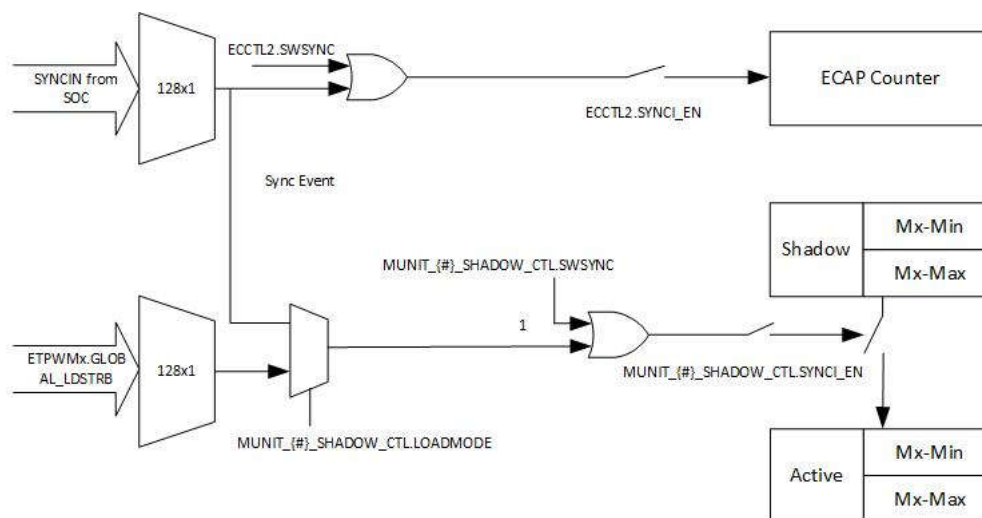 ECCTL2.SWSYNC
SYNCIN from
SOC
128x1
ECAP Counter
ECCTL2.SYNCI_EN
Sync Event
Shadow
Mx-Min
Mx-Max
MUNIT_{#}_SHADOW_CTL.SWSYNC
1
ETPWMx.GLOB
AL_LDSTRB
128x1
MUNIT_{#}_SHADOW_CTL.SYNCI_EN
MUNIT_{#}_SHADOW_CTL.LOADMODE
Active
Mx-Min
Mx-Max